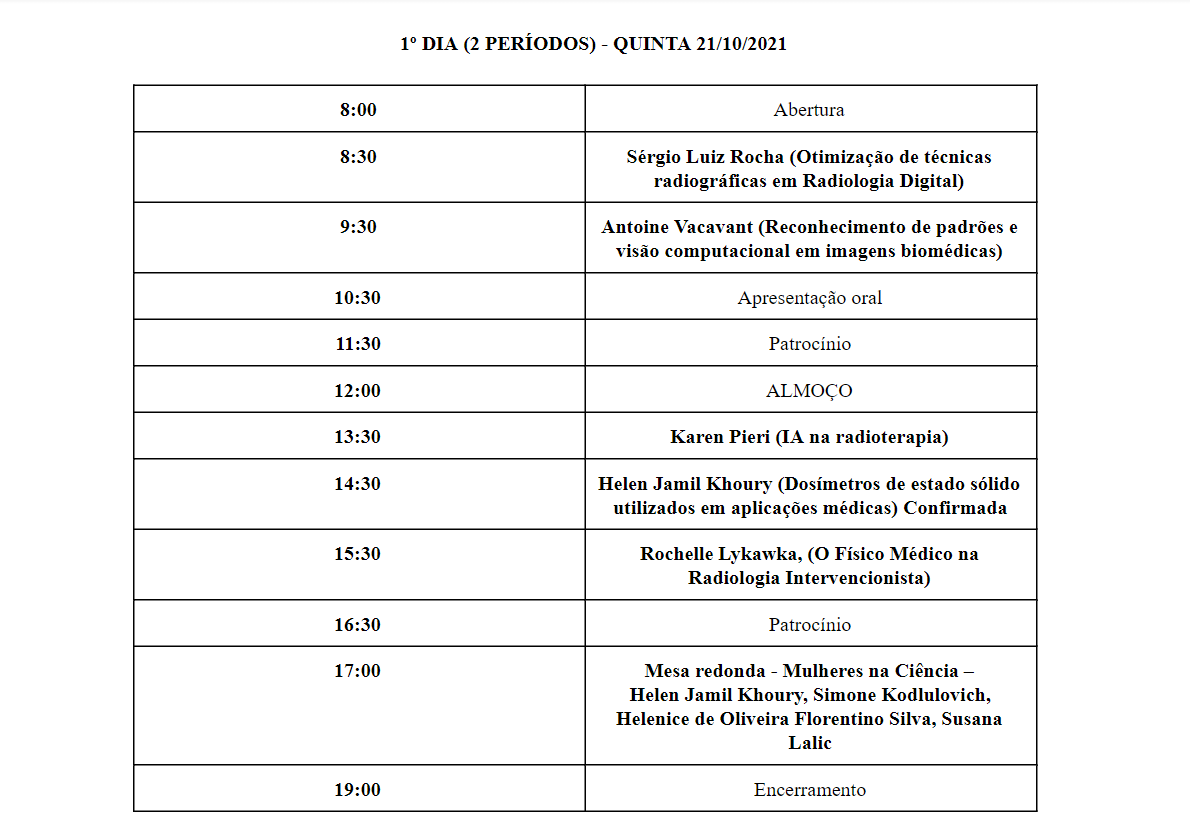 1º DIA (2 PERÍODOS) - QUINTA 21/10/2021
8:00
Abertura
8:30
Sérgio Luiz Rocha (Otimização de técnicas
radiográficas em Radiologia Digital)
9:30
Antoine Vacavant (Reconhecimento de padrões e
visão computacional em imagens biomédicas)
10:30
Apresentação oral
11:30
Patrocínio
12:00
ALMOÇO
13:30
Karen Pieri (IA na radioterapia)
14:30
Helen Jamil Khoury (Dosímetros de estado sólido
utilizados em aplicações médicas) Confirmada
15:30
Rochelle Lykawka, (O Físico Médico na
Radiologia Intervencionista)
16:30
Patrocínio
17:00
Mesa redonda - Mulheres na Ciência –
Helen Jamil Khoury, Simone Kodlulovich,
Helenice de Oliveira Florentino Silva, Susana
Lalic
19:00
Encerramento